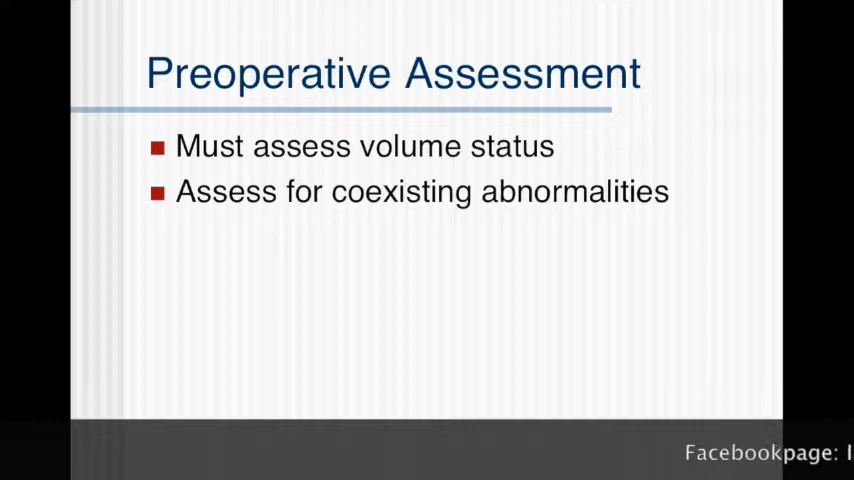 Preoperative Assessment
Must assess volume status
Assess for coexisting abnormalities
Facebookpage: I